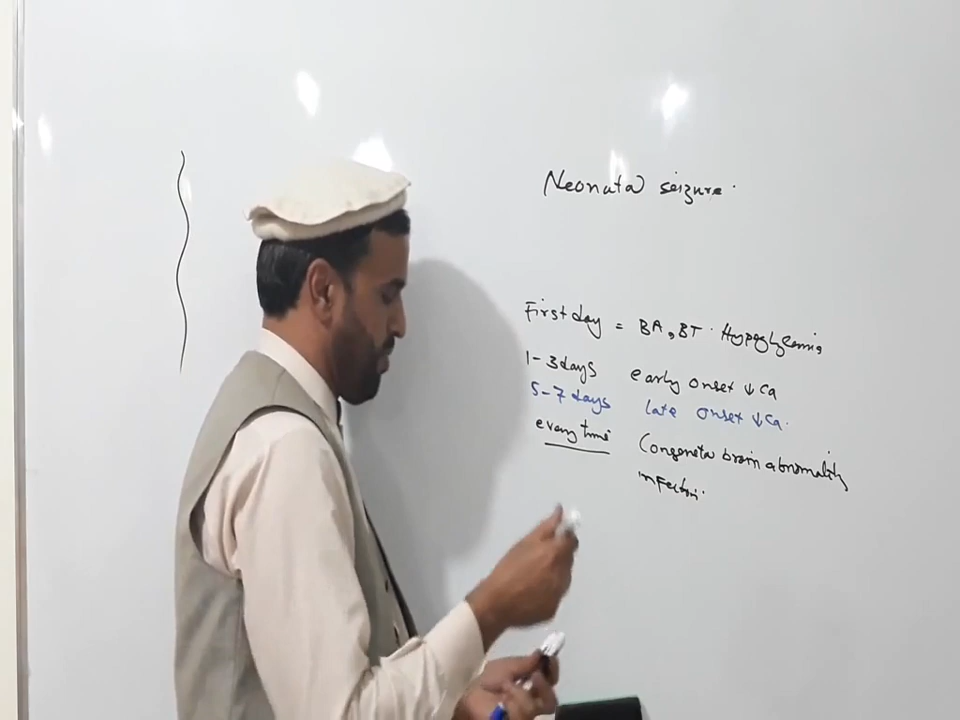 Neonatal seizure.
First day = BA, BT. Hypoglycemia
1-3 days early onset ↓ Ca
5-7 days late onset ↓ Ca.
every time Congenital brain abnormality
infection.